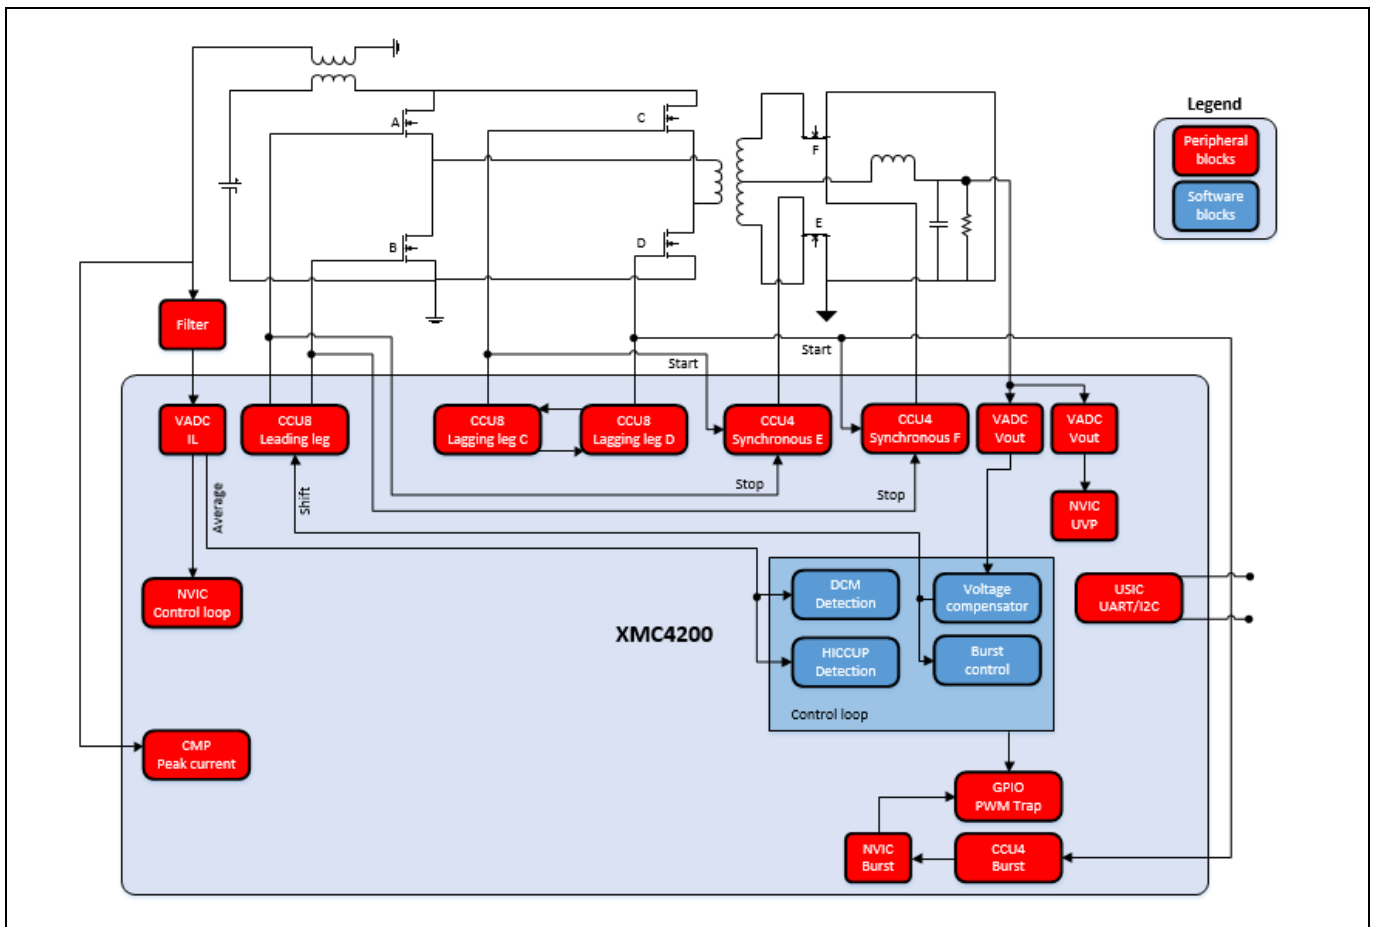 Legend
Peripheral
blocks
Software
blocks
A
C
F
B
D
E
Filter
Start
Start
VADC
IL
CCU8
Leading leg
CCU8
Lagging leg C
CCU8
Lagging leg D
CCU4
Synchronous E
CCU4
Synchronous F
VADC
Vout
VADC
Vout
Average
Shift
Stop
Stop
NVIC
UVP
NVIC
Control loop
DCM
Detection
Voltage
compensator
USIC
UART/I2C
XMC4200
HICCUP
Detection
Burst
control
Control loop
CMP
Peak current
GPIO
PWM Trap
NVIC
Burst
CCU4
Burst